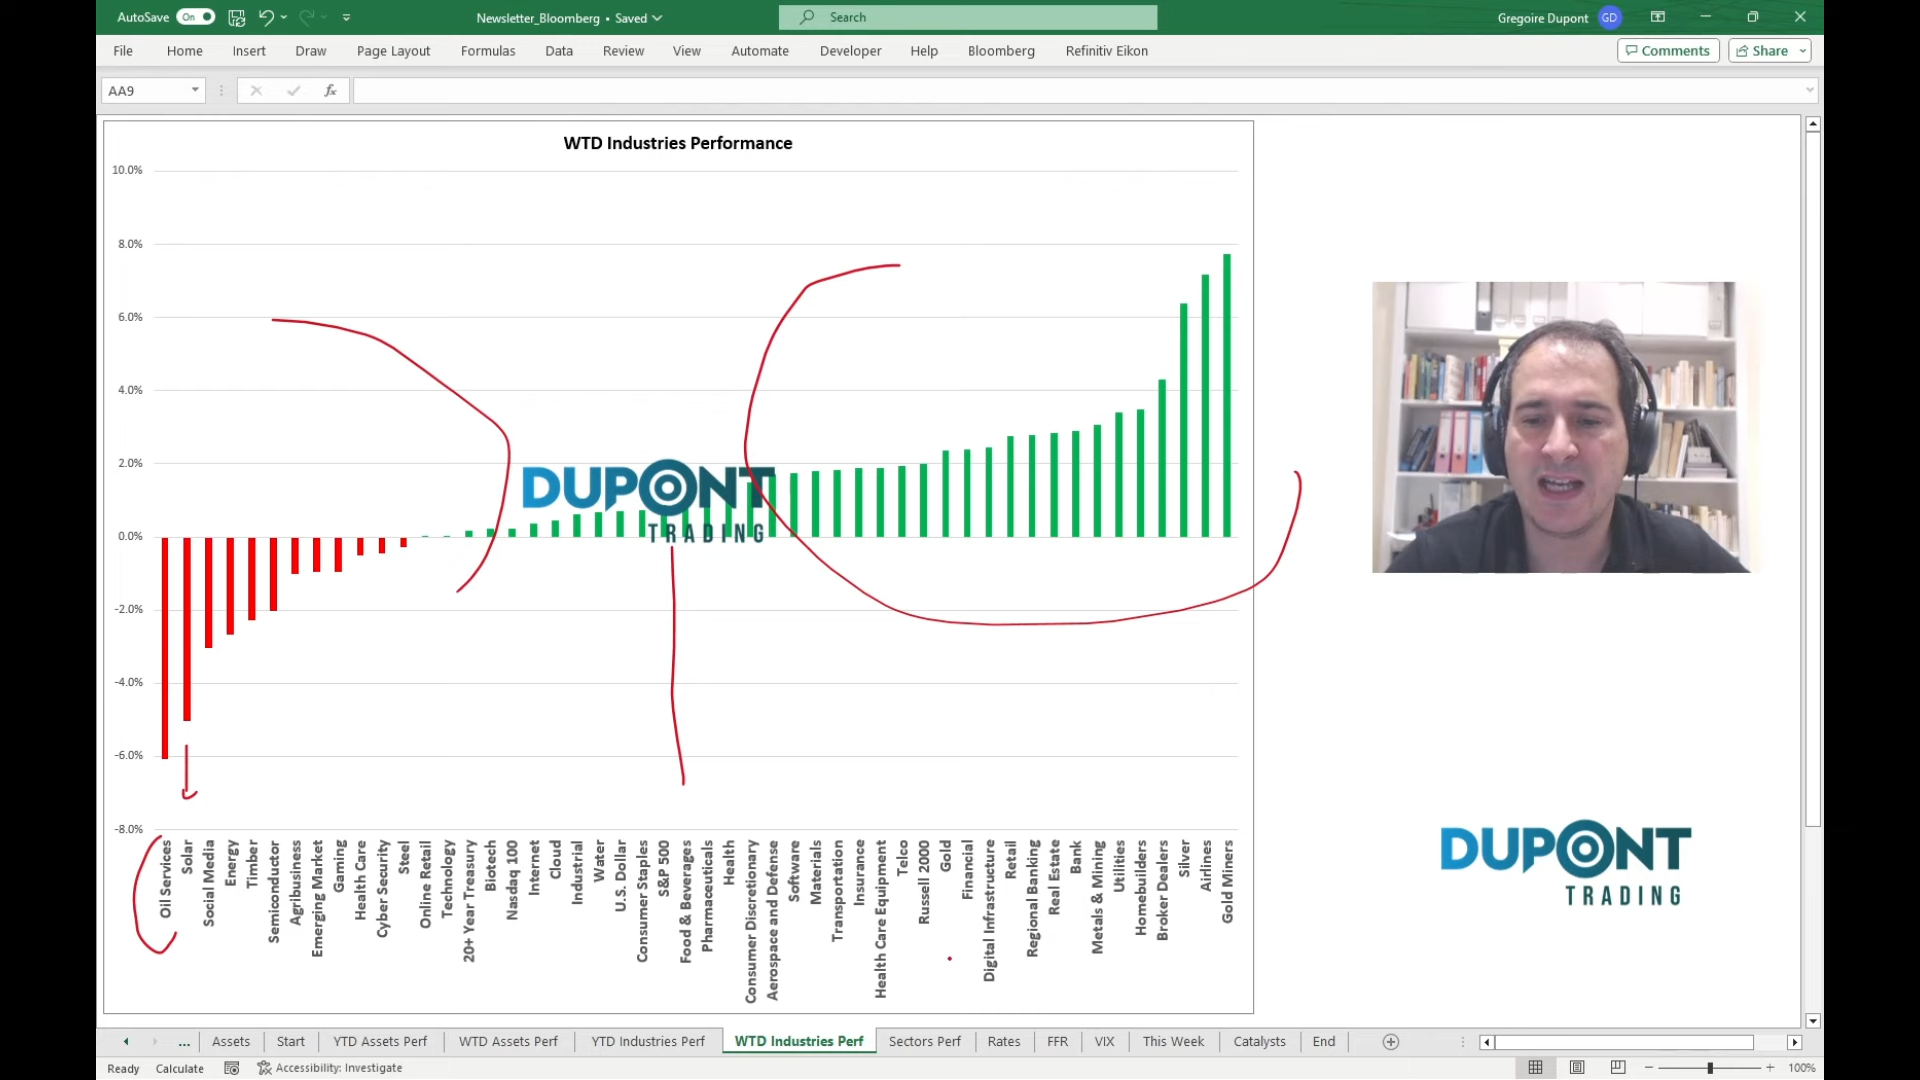 AutoSave On Newsletter_Bloomberg • Saved Search Gregoire Dupont GD
File Home Insert Draw Page Layout Formulas Data Review View Automate Developer Help Bloomberg Refinitiv Eikon Comments Share
AA9 fx
WTD Industries Performance
10.0%
8.0%
6.0%
4.0%
2.0%
0.0%
-2.0%
-4.0%
-6.0%
-8.0%
DUPONT
TRADING
Oil Services
Solar
Social Media
Energy
Timber
Semiconductor
Agribusiness
Emerging Market
Gaming
Health Care
Cyber Security
Steel
Online Retail
Technology
20+ Year Treasury
Biotech
Nasdaq 100
Internet
Cloud
Industrial
Water
U.S. Dollar
Consumer Staples
S&P 500
Food & Beverages
Pharmaceuticals
Health
Consumer Discretionary
Aerospace and Defense
Software
Materials
Transportation
Insurance
Health Care Equipment
Telco
Russell 2000
Gold
Financial
Digital Infrastructure
Retail
Regional Banking
Real Estate
Bank
Metals & Mining
Utilities
Homebuilders
Broker Dealers
Silver
Airlines
Gold Miners
DUPONT
TRADING
... Assets Start YTD Assets Perf WTD Assets Perf YTD Industries Perf WTD Industries Perf Sectors Perf Rates FFR VIX This Week Catalysts End
Ready Calculate Accessibility: Investigate 100%